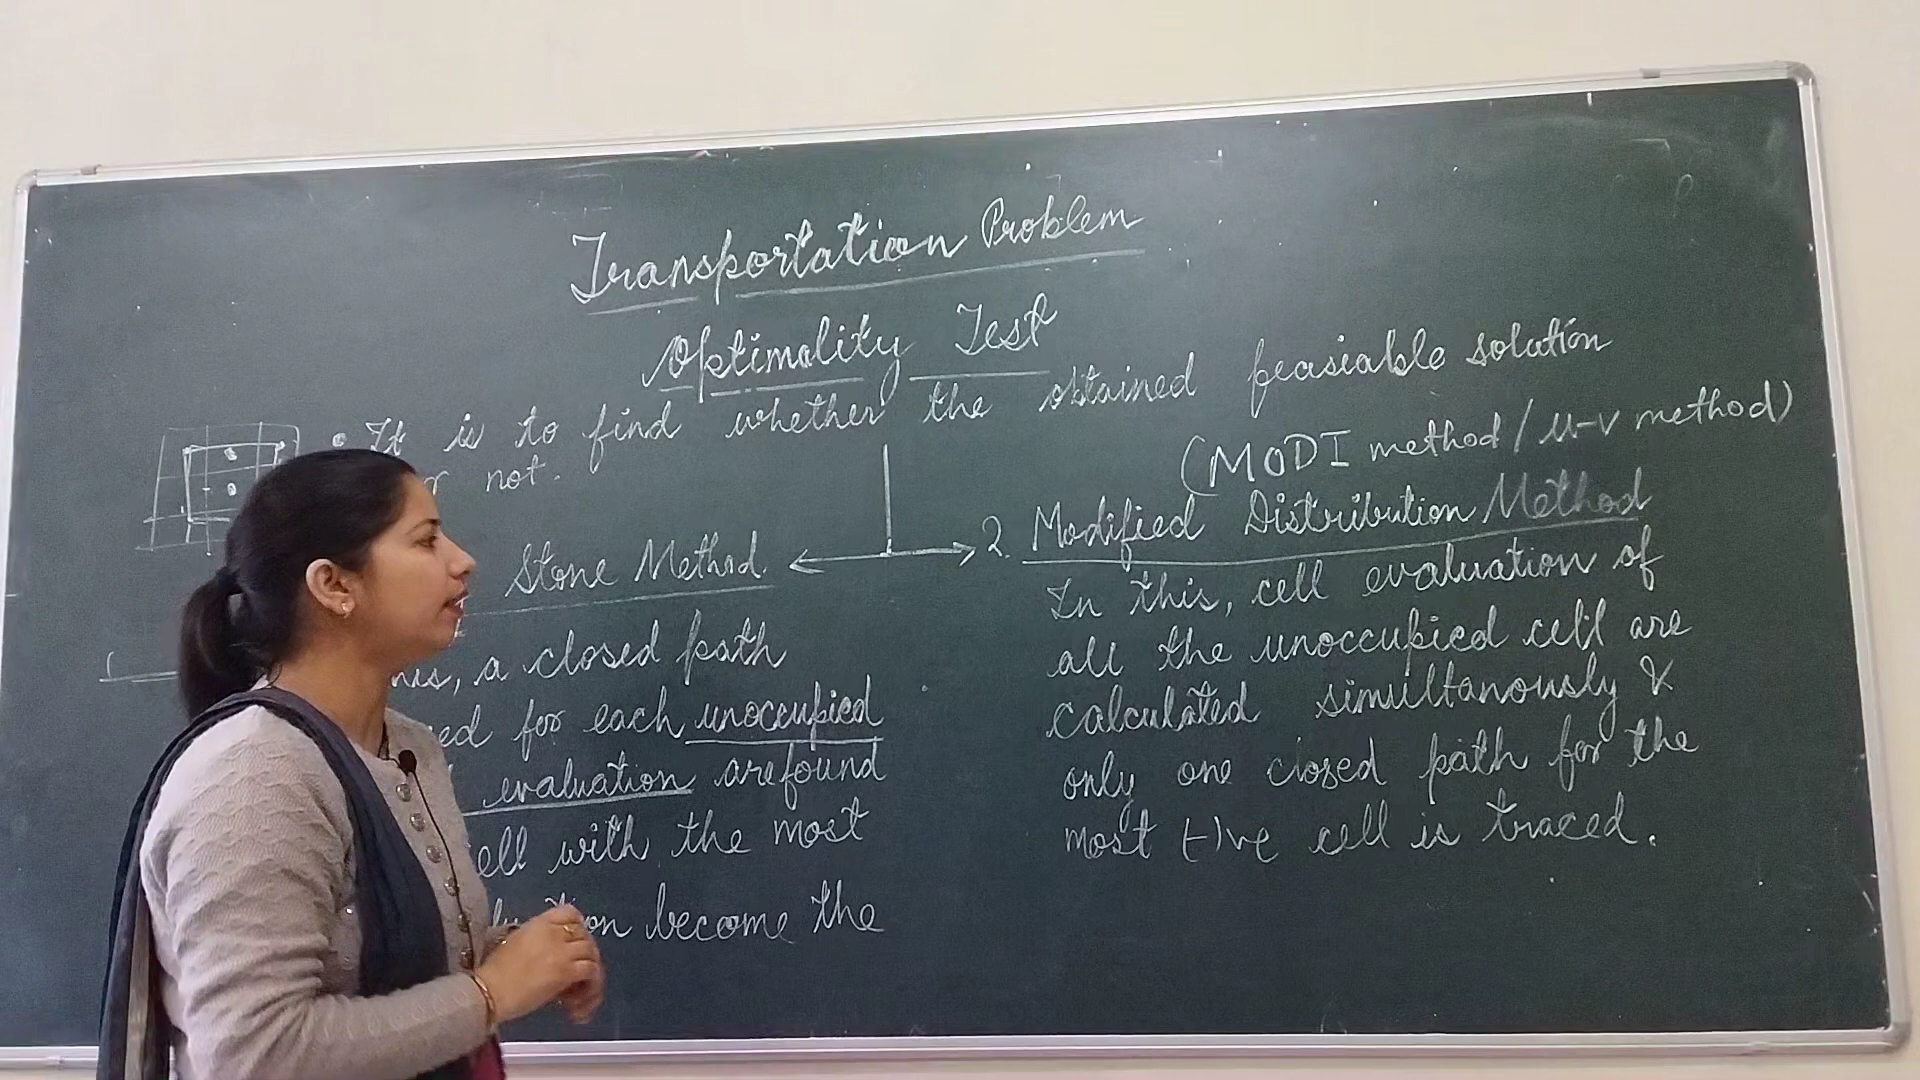 Transportation Problem
Optimality Test
• It is to find whether the obtained feasiable solution
not.
Stone Method.
a closed path
for each unoccupied
evaluation are found
with the most
become the
(MODI method / u-v method)
2. Modified Distribution Method
In this, cell evaluation of
all the unoccupied cell are
calculated simultanously &
only one closed path for the
most (-)ve cell is traced.